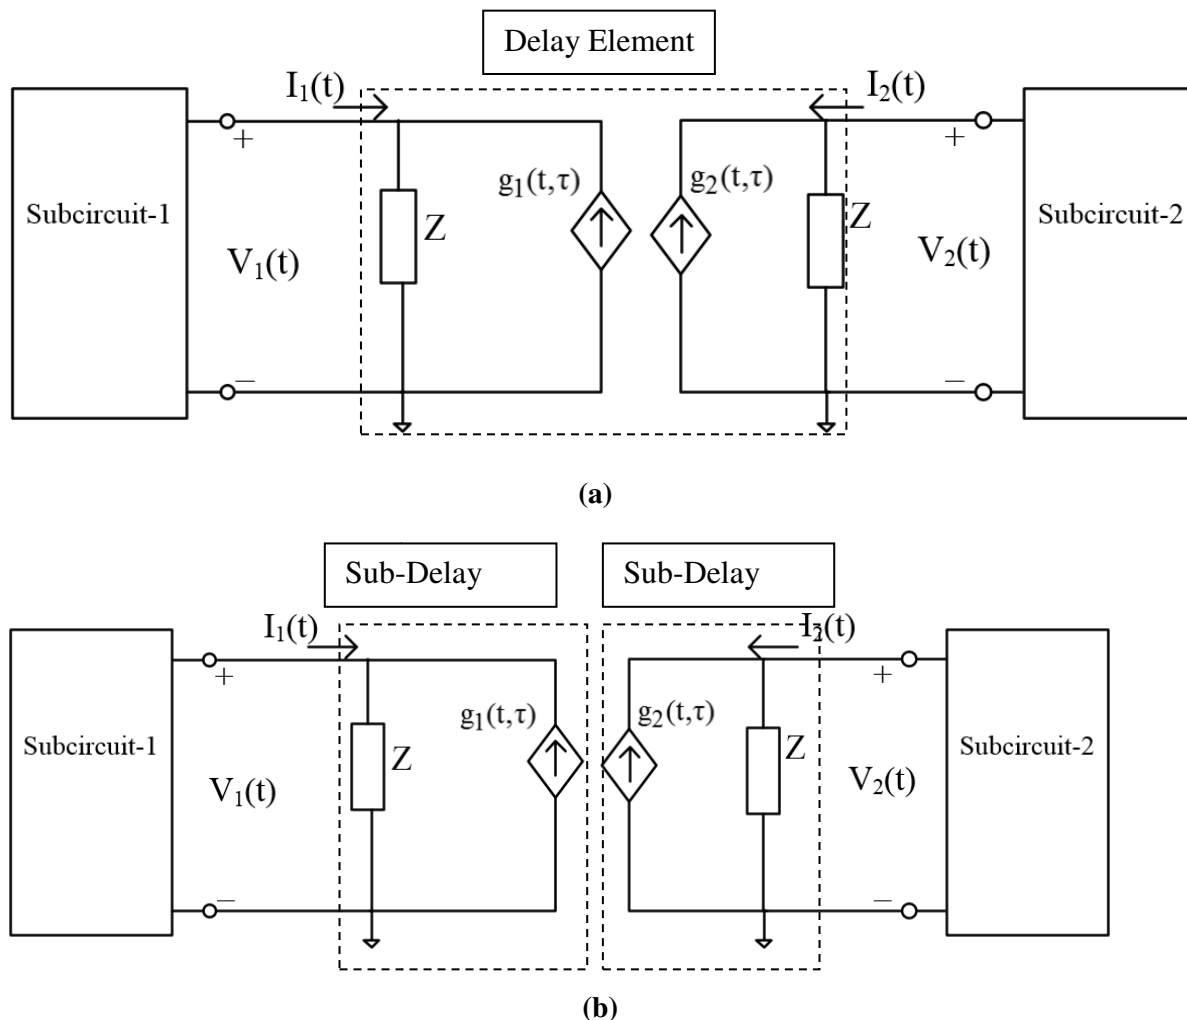 Delay Element
I₁(t) I₂(t)
+ +
g₁(t,τ) g₂(t,τ)
Subcircuit-1 Z Z Subcircuit-2
V₁(t) V₂(t)
− −
(a)
Sub-Delay Sub-Delay
I₁(t) I₂(t)
+ +
g₁(t,τ) g₂(t,τ)
Subcircuit-1 Z Z Subcircuit-2
V₁(t) V₂(t)
− −
(b)